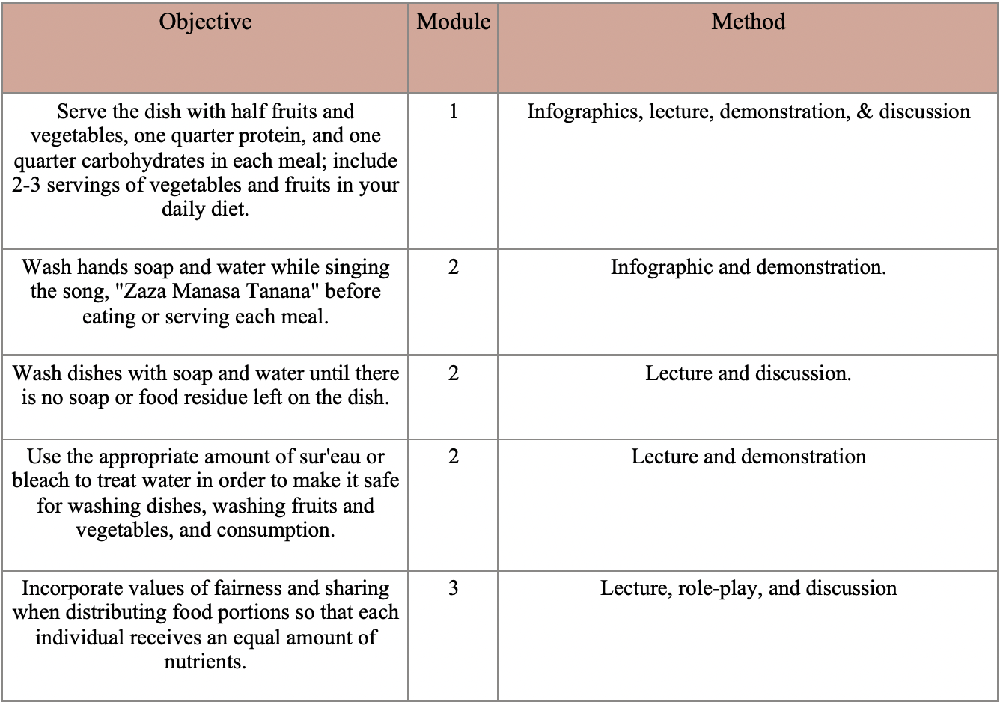 Objective
Module
Method
Serve the dish with half fruits and
vegetables, one quarter protein, and one
quarter carbohydrates in each meal; include
2-3 servings of vegetables and fruits in your
daily diet.
1
Infographics, lecture, demonstration, & discussion
Wash hands soap and water while singing
the song, "Zaza Manasa Tanana" before
eating or serving each meal.
2
Infographic and demonstration.
Wash dishes with soap and water until there
is no soap or food residue left on the dish.
2
Lecture and discussion.
Use the appropriate amount of sur'eau or
bleach to treat water in order to make it safe
for washing dishes, washing fruits and
vegetables, and consumption.
2
Lecture and demonstration
Incorporate values of fairness and sharing
when distributing food portions so that each
individual receives an equal amount of
nutrients.
3
Lecture, role-play, and discussion